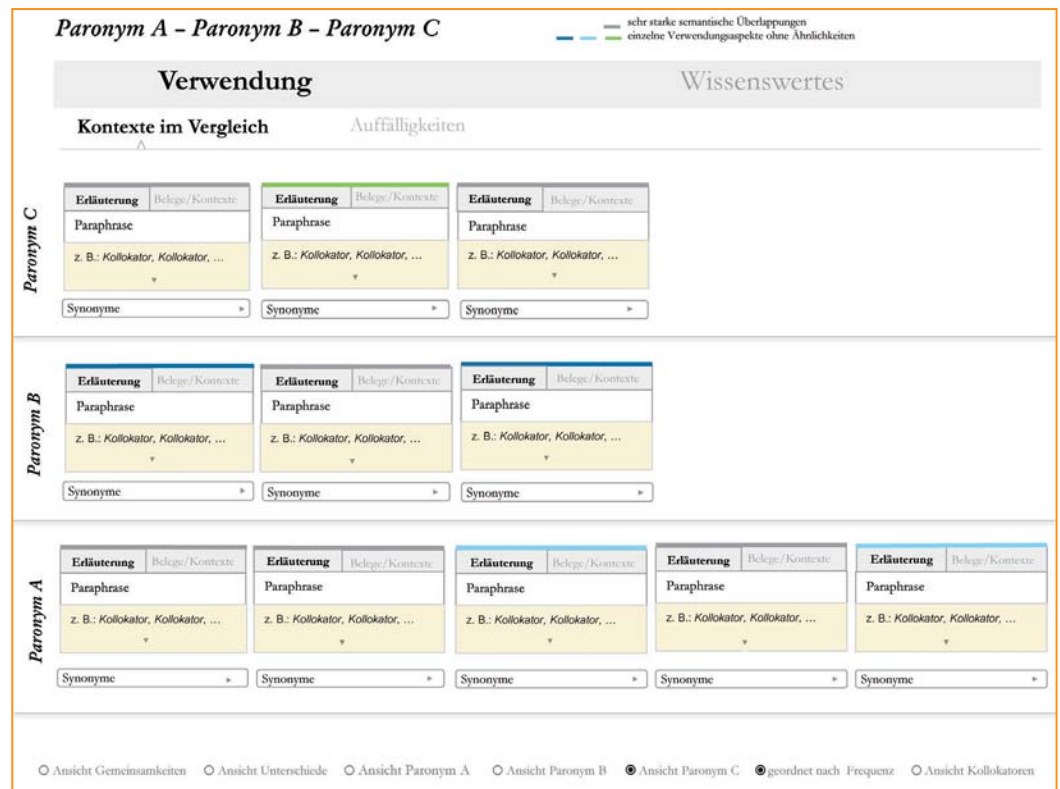 Paronym A – Paronym B – Paronym C
sehr starke semantische Überlappungen
einzelne Verwendungsaspekte ohne Ähnlichkeiten
Verwendung Wissenswertes
Kontexte im Vergleich Auffälligkeiten
Paronym C
Erläuterung Belege/Kontexte Erläuterung Belege/Kontexte Erläuterung Belege/Kontexte
Paraphrase Paraphrase Paraphrase
z. B.: Kollokator, Kollokator, … z. B.: Kollokator, Kollokator, … z. B.: Kollokator, Kollokator, …
Synonyme Synonyme Synonyme
Paronym B
Erläuterung Belege/Kontexte Erläuterung Belege/Kontexte Erläuterung Belege/Kontexte
Paraphrase Paraphrase Paraphrase
z. B.: Kollokator, Kollokator, … z. B.: Kollokator, Kollokator, … z. B.: Kollokator, Kollokator, …
Synonyme Synonyme Synonyme
Paronym A
Erläuterung Belege/Kontexte Erläuterung Belege/Kontexte Erläuterung Belege/Kontexte Erläuterung Belege/Kontexte Erläuterung Belege/Kontexte
Paraphrase Paraphrase Paraphrase Paraphrase Paraphrase
z. B.: Kollokator, Kollokator, … z. B.: Kollokator, Kollokator, … z. B.: Kollokator, Kollokator, … z. B.: Kollokator, Kollokator, … z. B.: Kollokator, Kollokator, …
Synonyme Synonyme Synonyme Synonyme Synonyme
Ansicht Gemeinsamkeiten Ansicht Unterschiede Ansicht Paronym A Ansicht Paronym B Ansicht Paronym C geordnet nach Frequenz Ansicht Kollokatoren